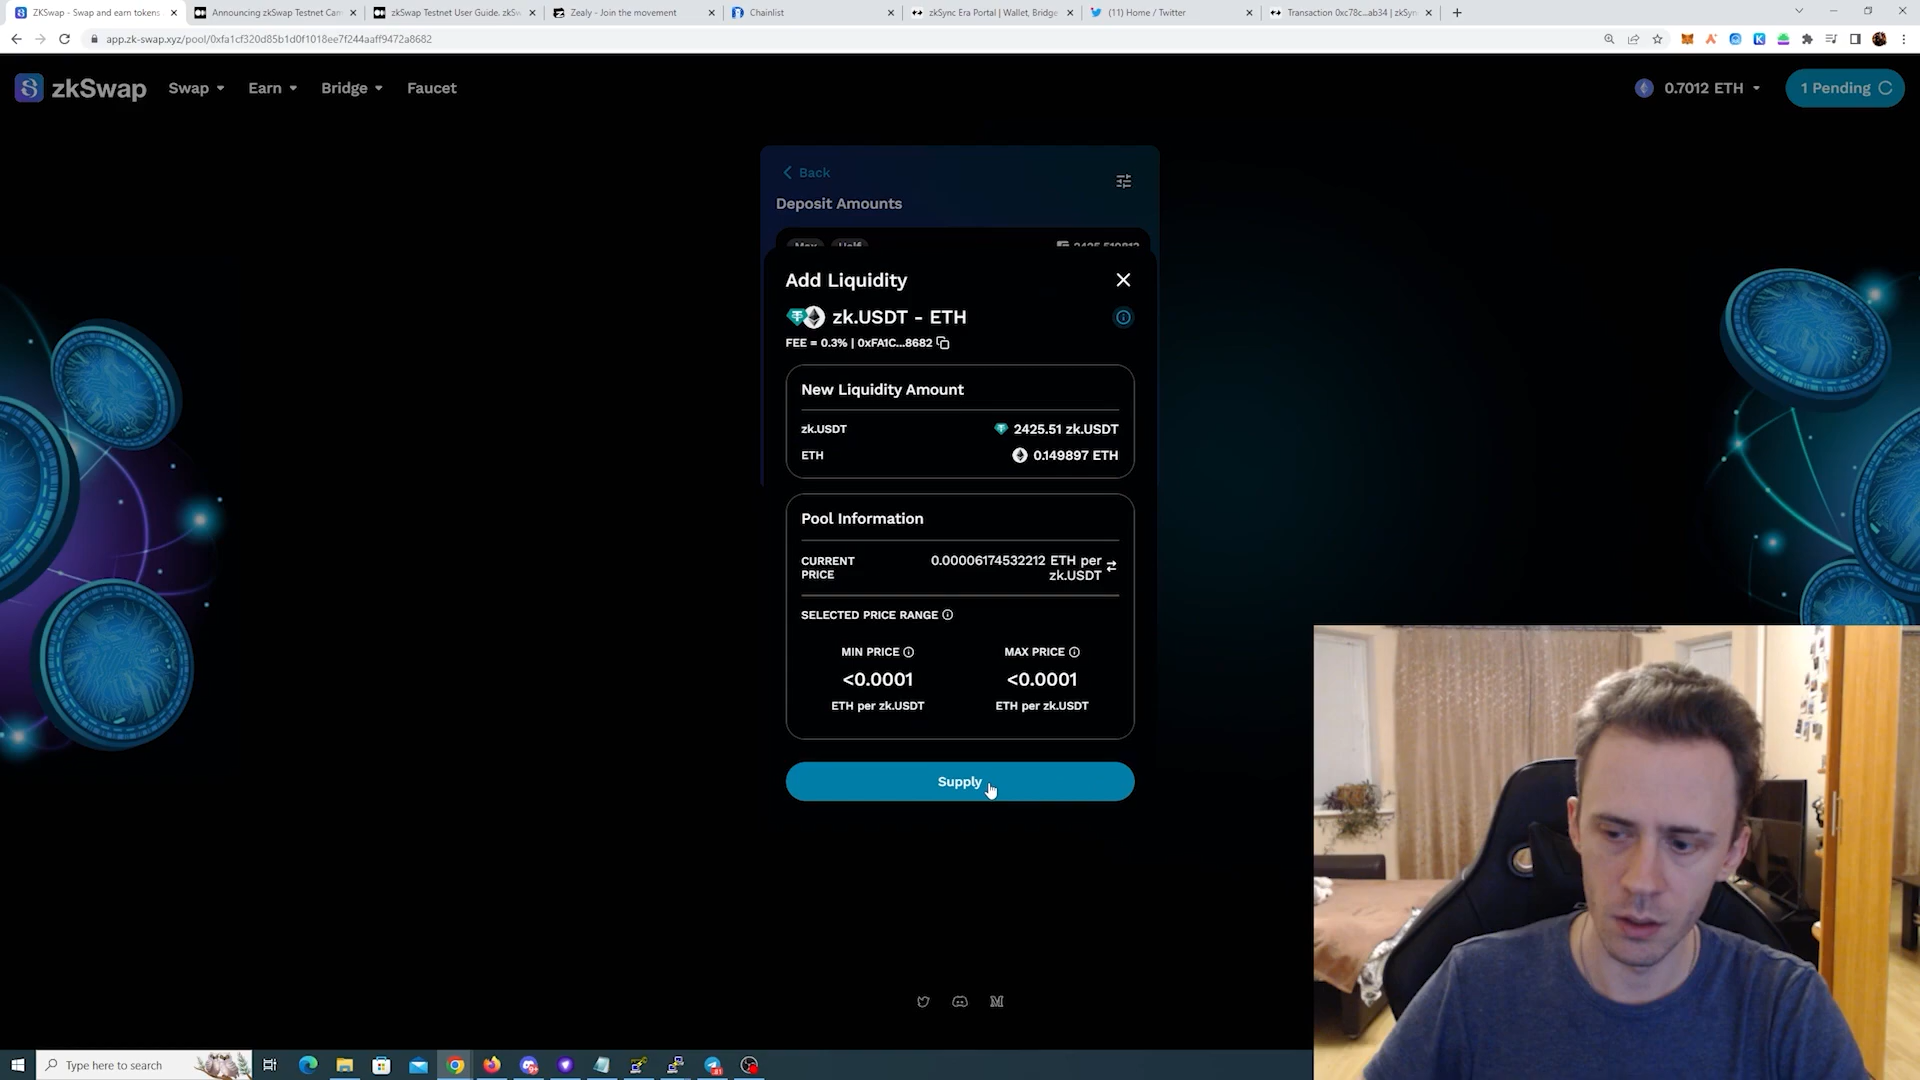 ZKSwap - Swap and earn tokens
Announcing zkSwap Testnet Cam
zkSwap Testnet User Guide. zkSw
Zealy - Join the movement
Chainlist
zkSync Era Portal | Wallet, Bridge
(11) Home / Twitter
Transaction 0xc78c...ab34 | zkSyn
app.zk-swap.xyz/pool/0xfa1cf320d85b1d0f1018ee7f244aaff9472a8682
zkSwap
Swap
Earn
Bridge
Faucet
0.7012 ETH
1 Pending
Back
Deposit Amounts
Max
Half
2425.510812
Add Liquidity
zk.USDT - ETH
FEE = 0.3% | 0xFA1C...8682
New Liquidity Amount
zk.USDT
2425.51 zk.USDT
ETH
0.149897 ETH
Pool Information
CURRENT PRICE
0.00006174532212 ETH per
zk.USDT
SELECTED PRICE RANGE
MIN PRICE
MAX PRICE
<0.0001
<0.0001
ETH per zk.USDT
ETH per zk.USDT
Supply
Type here to search